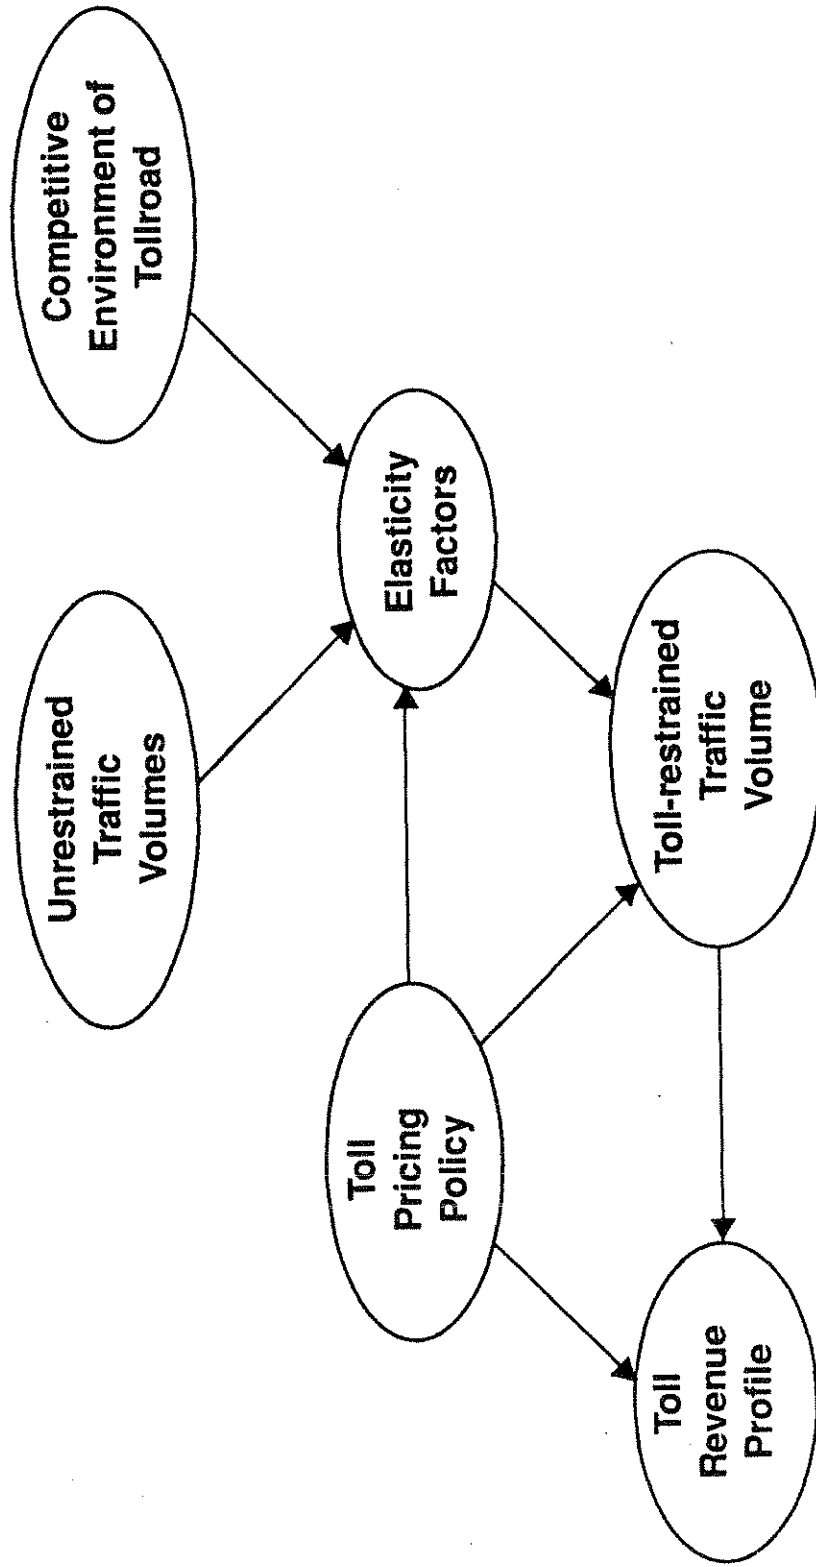 Unrestrained
Traffic
Volumes
Competitive
Environment of
Tollroad
Toll
Pricing
Policy
Elasticity
Factors
Toll
Revenue
Profile
Toll-restrained
Traffic
Volume